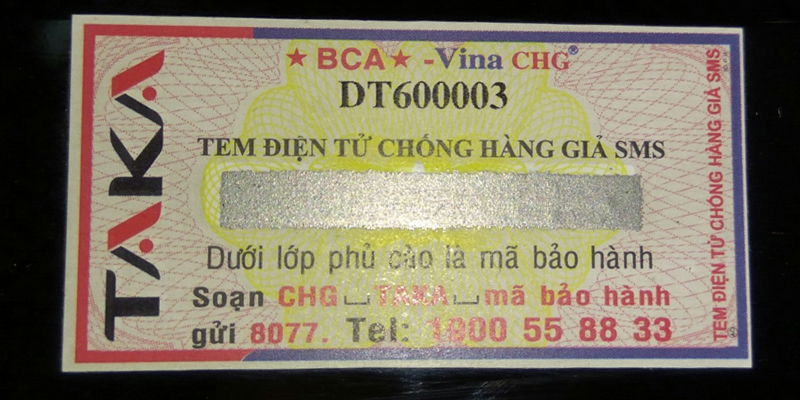 TAKA
★ BCA ★ -Vina CHG®
DT600003
TEM ĐIỆN TỬ CHỐNG HÀNG GIẢ SMS
Dưới lớp phủ cào là mã bảo hành
Soạn CHG TAKA mã bảo hành
gửi 8077. Tel: 1900 55 88 33
TEM ĐIỆN TỬ CHỐNG HÀNG GIẢ SMS